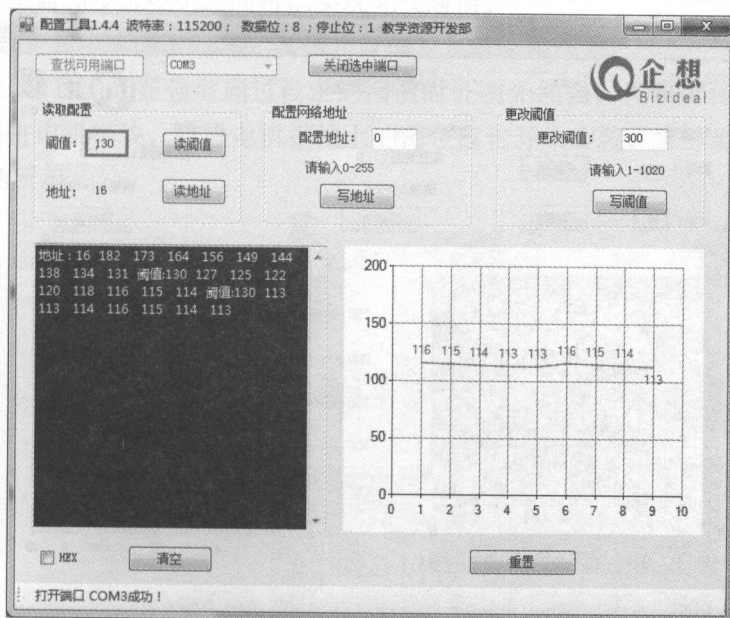 配置工具1.4.4 波特率：115200； 数据位：8 ；停止位：1 教学资源开发部
查找可用端口 COM3 关闭选中端口
企想
Bizideal
读取配置
阈值： 130 读阈值
地址： 16 读地址
配置网络地址
配置地址： 0
请输入0-255
写地址
更改阈值
更改阈值： 300
请输入1-1020
写阈值
地址：16 182 173 164 156 149 144
138 134 131 阈值:130 127 125 122
120 118 116 115 114 阈值:130 113
113 114 116 115 114 113
200
150
116 115 114 113 113 116 115 114
113
100
50
0
0 1 2 3 4 5 6 7 8 9 10
HEX 清空 重置
打开端口 COM3成功！